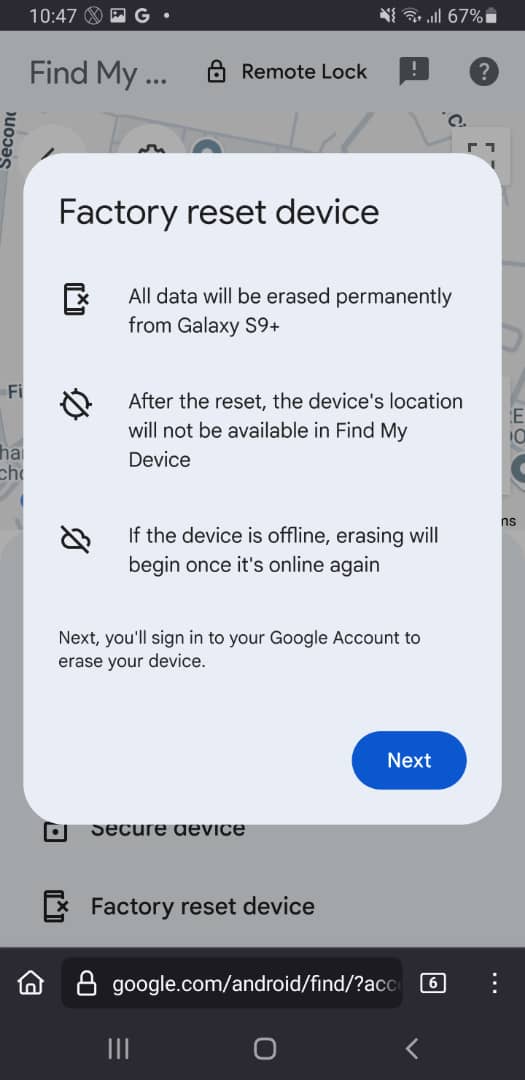 10:47 G 67%
Find My ... Remote Lock
Second
Factory reset device
All data will be erased permanently
from Galaxy S9+
After the reset, the device's location
will not be available in Find My
Device
If the device is offline, erasing will
begin once it's online again
Next, you'll sign in to your Google Account to
erase your device.
Next
Secure device
Factory reset device
google.com/android/find/?acc
6